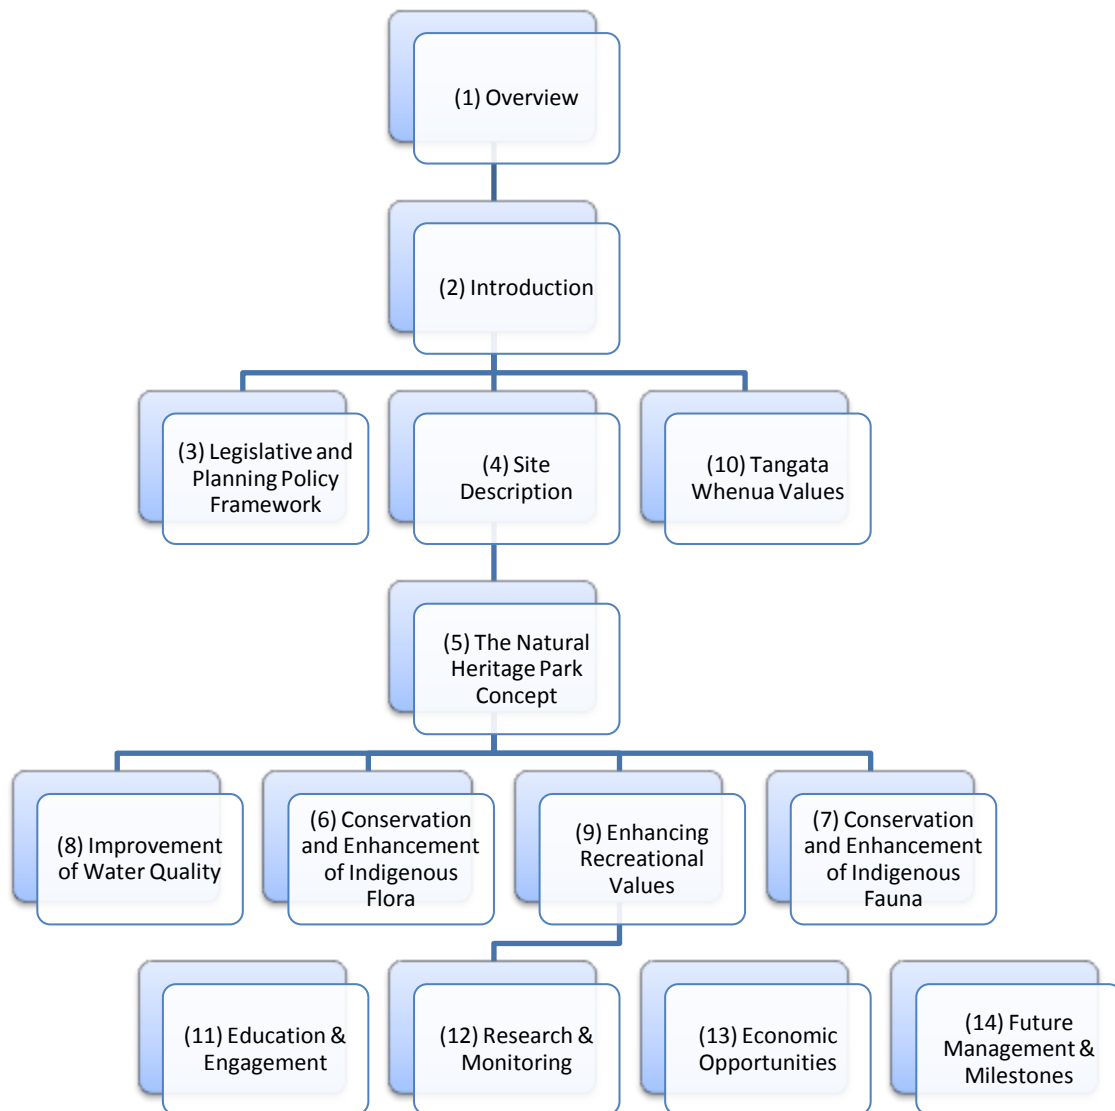 (1) Overview
(2) Introduction
(3) Legislative and
Planning Policy
Framework
(4) Site
Description
(10) Tangata
Whenua Values
(5) The Natural
Heritage Park
Concept
(8) Improvement
of Water Quality
(6) Conservation
and Enhancement
of Indigenous
Flora
(9) Enhancing
Recreational
Values
(7) Conservation
and Enhancement
of Indigenous
Fauna
(11) Education &
Engagement
(12) Research &
Monitoring
(13) Economic
Opportunities
(14) Future
Management &
Milestones